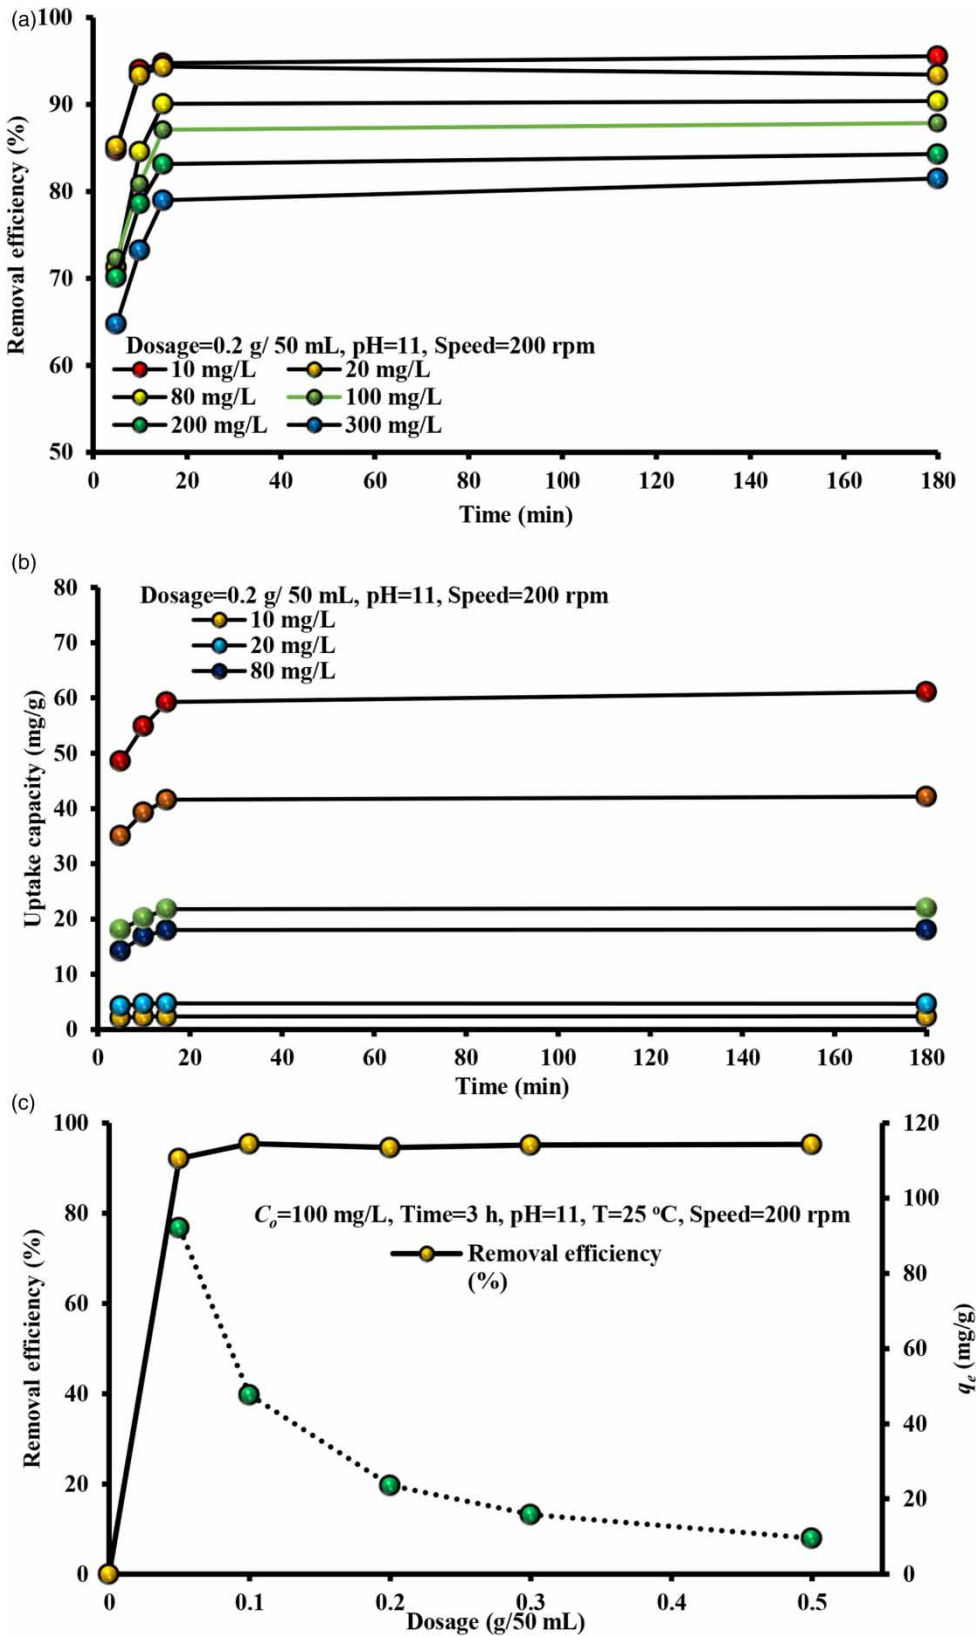 (a)
100
90
80
70
60
50
Removal efficiency (%)
Dosage=0.2 g/ 50 mL, pH=11, Speed=200 rpm
10 mg/L 20 mg/L
80 mg/L 100 mg/L
200 mg/L 300 mg/L
0 20 40 60 80 100 120 140 160 180
Time (min)
(b)
80
70
60
50
40
30
20
10
0
Uptake capacity (mg/g)
Dosage=0.2 g/ 50 mL, pH=11, Speed=200 rpm
10 mg/L
20 mg/L
80 mg/L
0 20 40 60 80 100 120 140 160 180
Time (min)
(c)
100
80
60
40
20
0
Removal efficiency (%)
Co=100 mg/L, Time=3 h, pH=11, T=25 °C, Speed=200 rpm
Removal efficiency
(%)
120
100
80
60
40
20
0
qe (mg/g)
0 0.1 0.2 0.3 0.4 0.5
Dosage (g/50 mL)